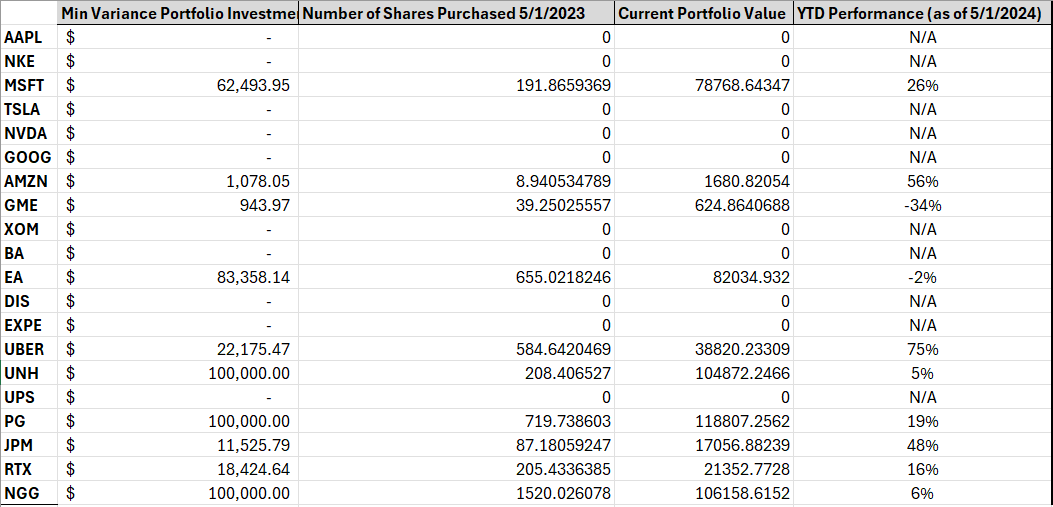 Min Variance Portfolio Investmen Number of Shares Purchased 5/1/2023 Current Portfolio Value YTD Performance (as of 5/1/2024)
AAPL $ - 0 0 N/A
NKE $ - 0 0 N/A
MSFT $ 62,493.95 191.8659369 78768.64347 26%
TSLA $ - 0 0 N/A
NVDA $ - 0 0 N/A
GOOG $ - 0 0 N/A
AMZN $ 1,078.05 8.940534789 1680.82054 56%
GME $ 943.97 39.25025557 624.8640688 -34%
XOM $ - 0 0 N/A
BA $ - 0 0 N/A
EA $ 83,358.14 655.0218246 82034.932 -2%
DIS $ - 0 0 N/A
EXPE $ - 0 0 N/A
UBER $ 22,175.47 584.6420469 38820.23309 75%
UNH $ 100,000.00 208.406527 104872.2466 5%
UPS $ - 0 0 N/A
PG $ 100,000.00 719.738603 118807.2562 19%
JPM $ 11,525.79 87.18059247 17056.88239 48%
RTX $ 18,424.64 205.4336385 21352.7728 16%
NGG $ 100,000.00 1520.026078 106158.6152 6%